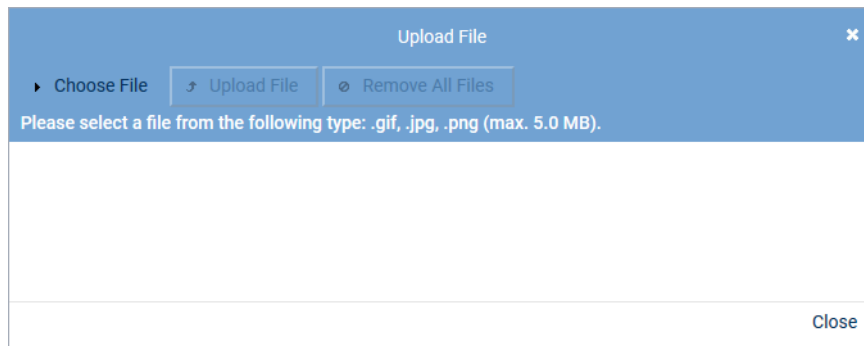 Upload File
Choose File Upload File Remove All Files
Please select a file from the following type: .gif, .jpg, .png (max. 5.0 MB).
Close